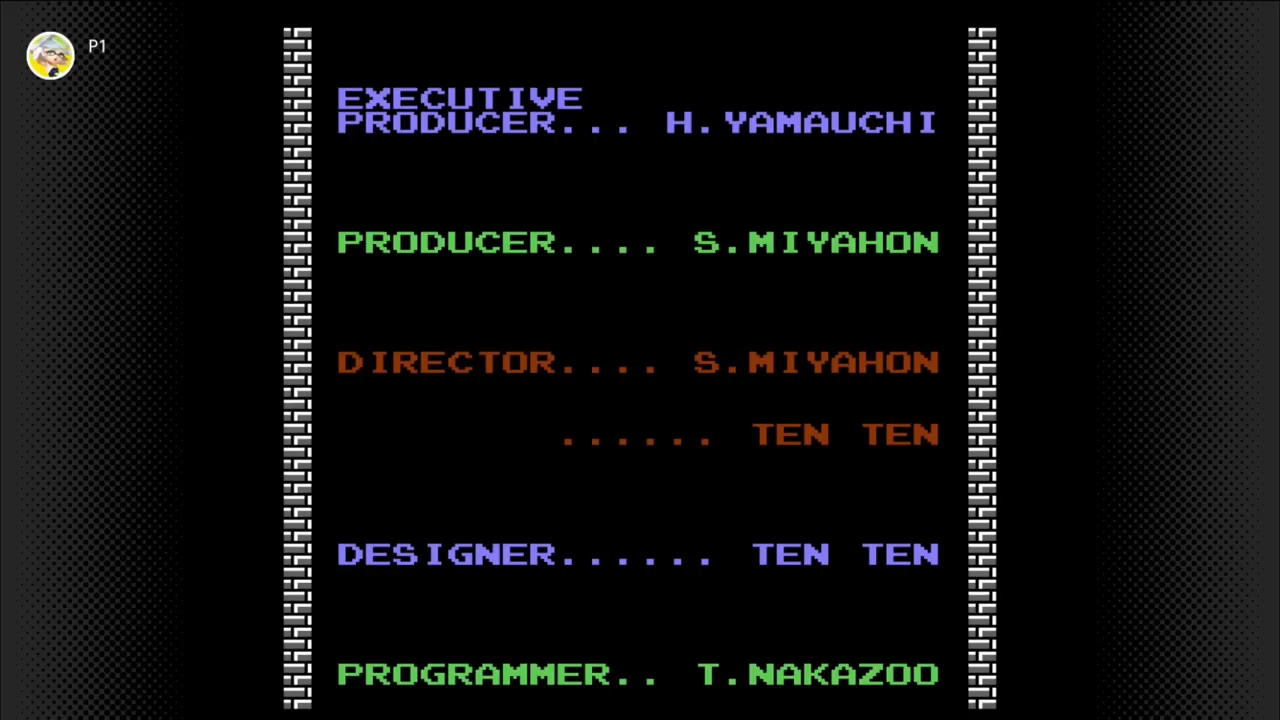 P1
EXECUTIVE
PRODUCER... H.YAMAUCHI
PRODUCER.... S.MIYAHON
DIRECTOR.... S.MIYAHON
...... TEN TEN
DESIGNER...... TEN TEN
PROGRAMMER.. T.NAKAZOO